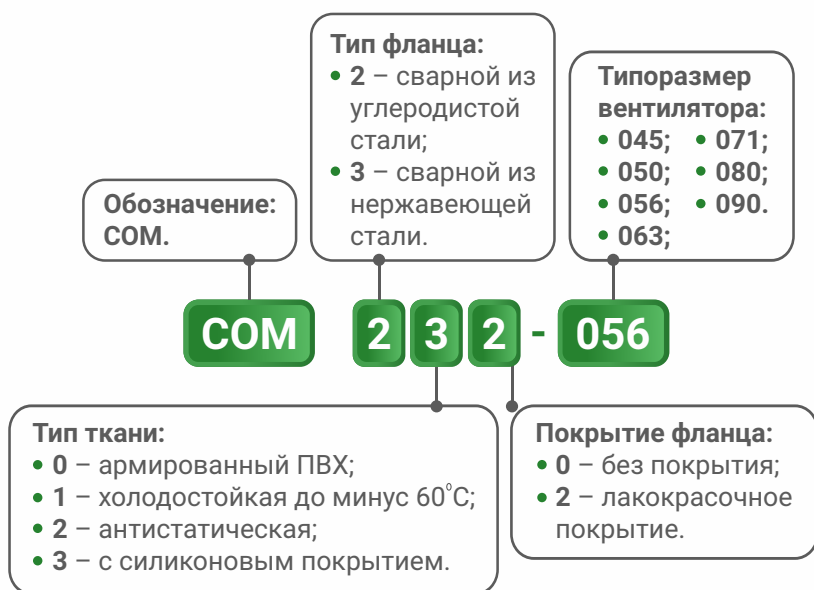 Тип фланца:
• 2 – сварной из
углеродистой
стали;
• 3 – сварной из
нержавеющей
стали.
Типоразмер
вентилятора:
• 045; • 071;
• 050; • 080;
• 056; • 090.
• 063;
Обозначение:
СОМ.
СОМ 2 3 2 - 056
Тип ткани:
• 0 – армированный ПВХ;
• 1 – холодостойкая до минус 60°С;
• 2 – антистатическая;
• 3 – с силиконовым покрытием.
Покрытие фланца:
• 0 – без покрытия;
• 2 – лакокрасочное
покрытие.